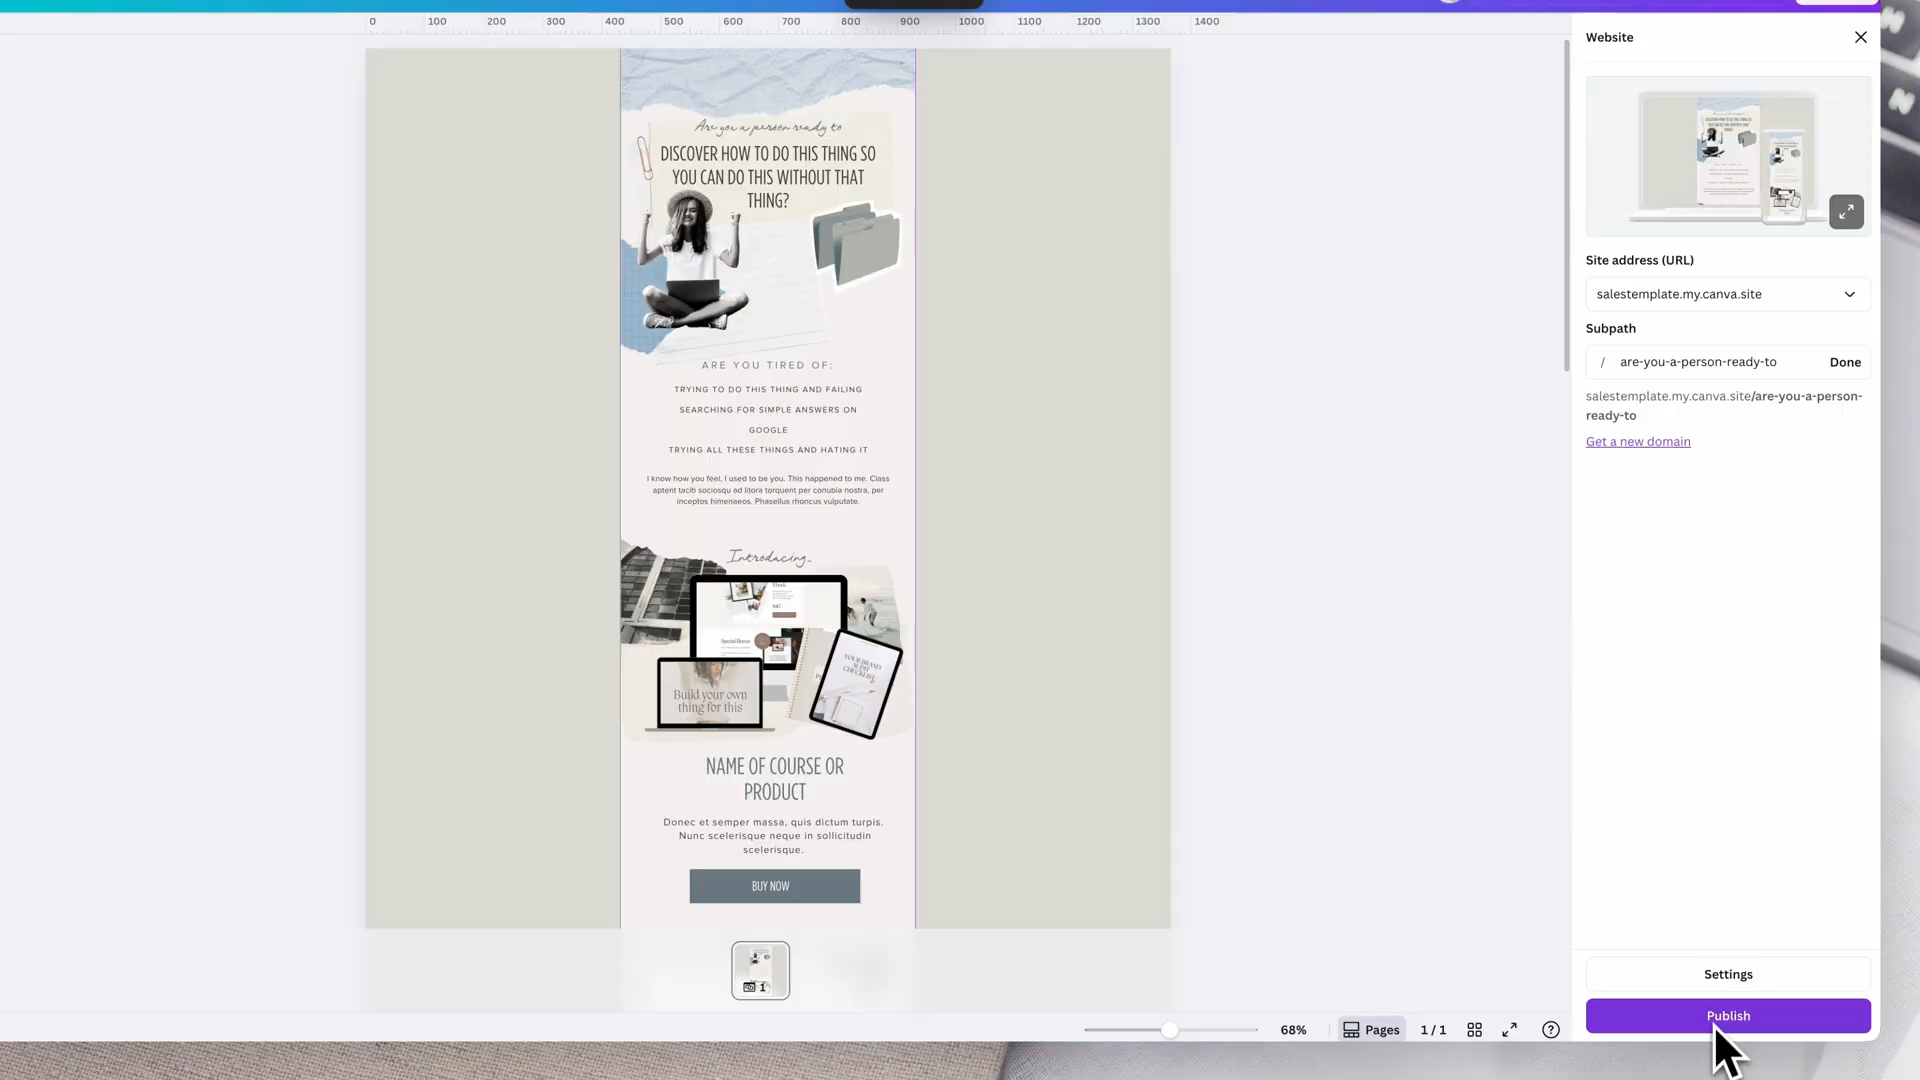 0 100 200 300 400 500 600 700 800 900 1000 1100 1200 1300 1400
Website
Are you a person ready to
DISCOVER HOW TO DO THIS THING SO
YOU CAN DO THIS WITHOUT THAT
THING?
ARE YOU TIRED OF:
TRYING TO DO THIS THING AND FAILING
SEARCHING FOR SIMPLE ANSWERS ON
GOOGLE
TRYING ALL THESE THINGS AND HATING IT
I know how you feel, I used to be you. This happened to me. Class
aptent taciti sociosqu ad litora torquent per conubia nostra, per
inceptos himenaeos. Phasellus rhoncus vulputate.
Introducing..
$47
Special Bonus
Build your own
thing for this
YOUR BRAND
CHECKLIST
NAME OF COURSE OR
PRODUCT
Donec et semper massa, quis dictum turpis.
Nunc scelerisque neque in sollicitudin
scelerisque.
BUY NOW
1
Site address (URL)
salestemplate.my.canva.site
Subpath
/ are-you-a-person-ready-to Done
salestemplate.my.canva.site/are-you-a-person-
ready-to
Get a new domain
Settings
Publish
68% Pages 1 / 1 ?